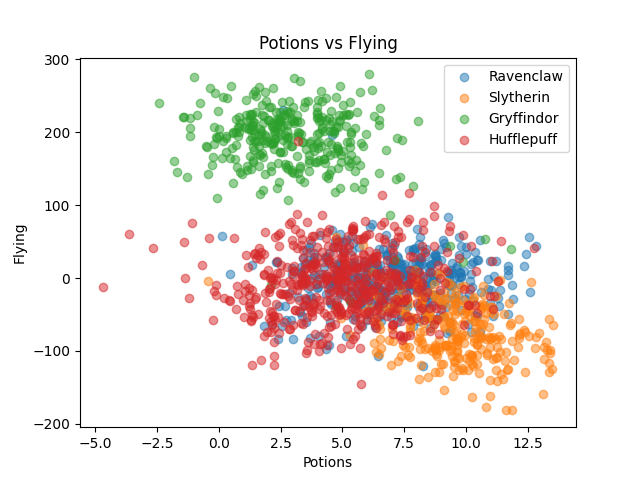 Potions vs Flying
Ravenclaw
Slytherin
Gryffindor
Hufflepuff
300
200
100
0
−100
−200
Flying
−5.0 −2.5 0.0 2.5 5.0 7.5 10.0 12.5
Potions